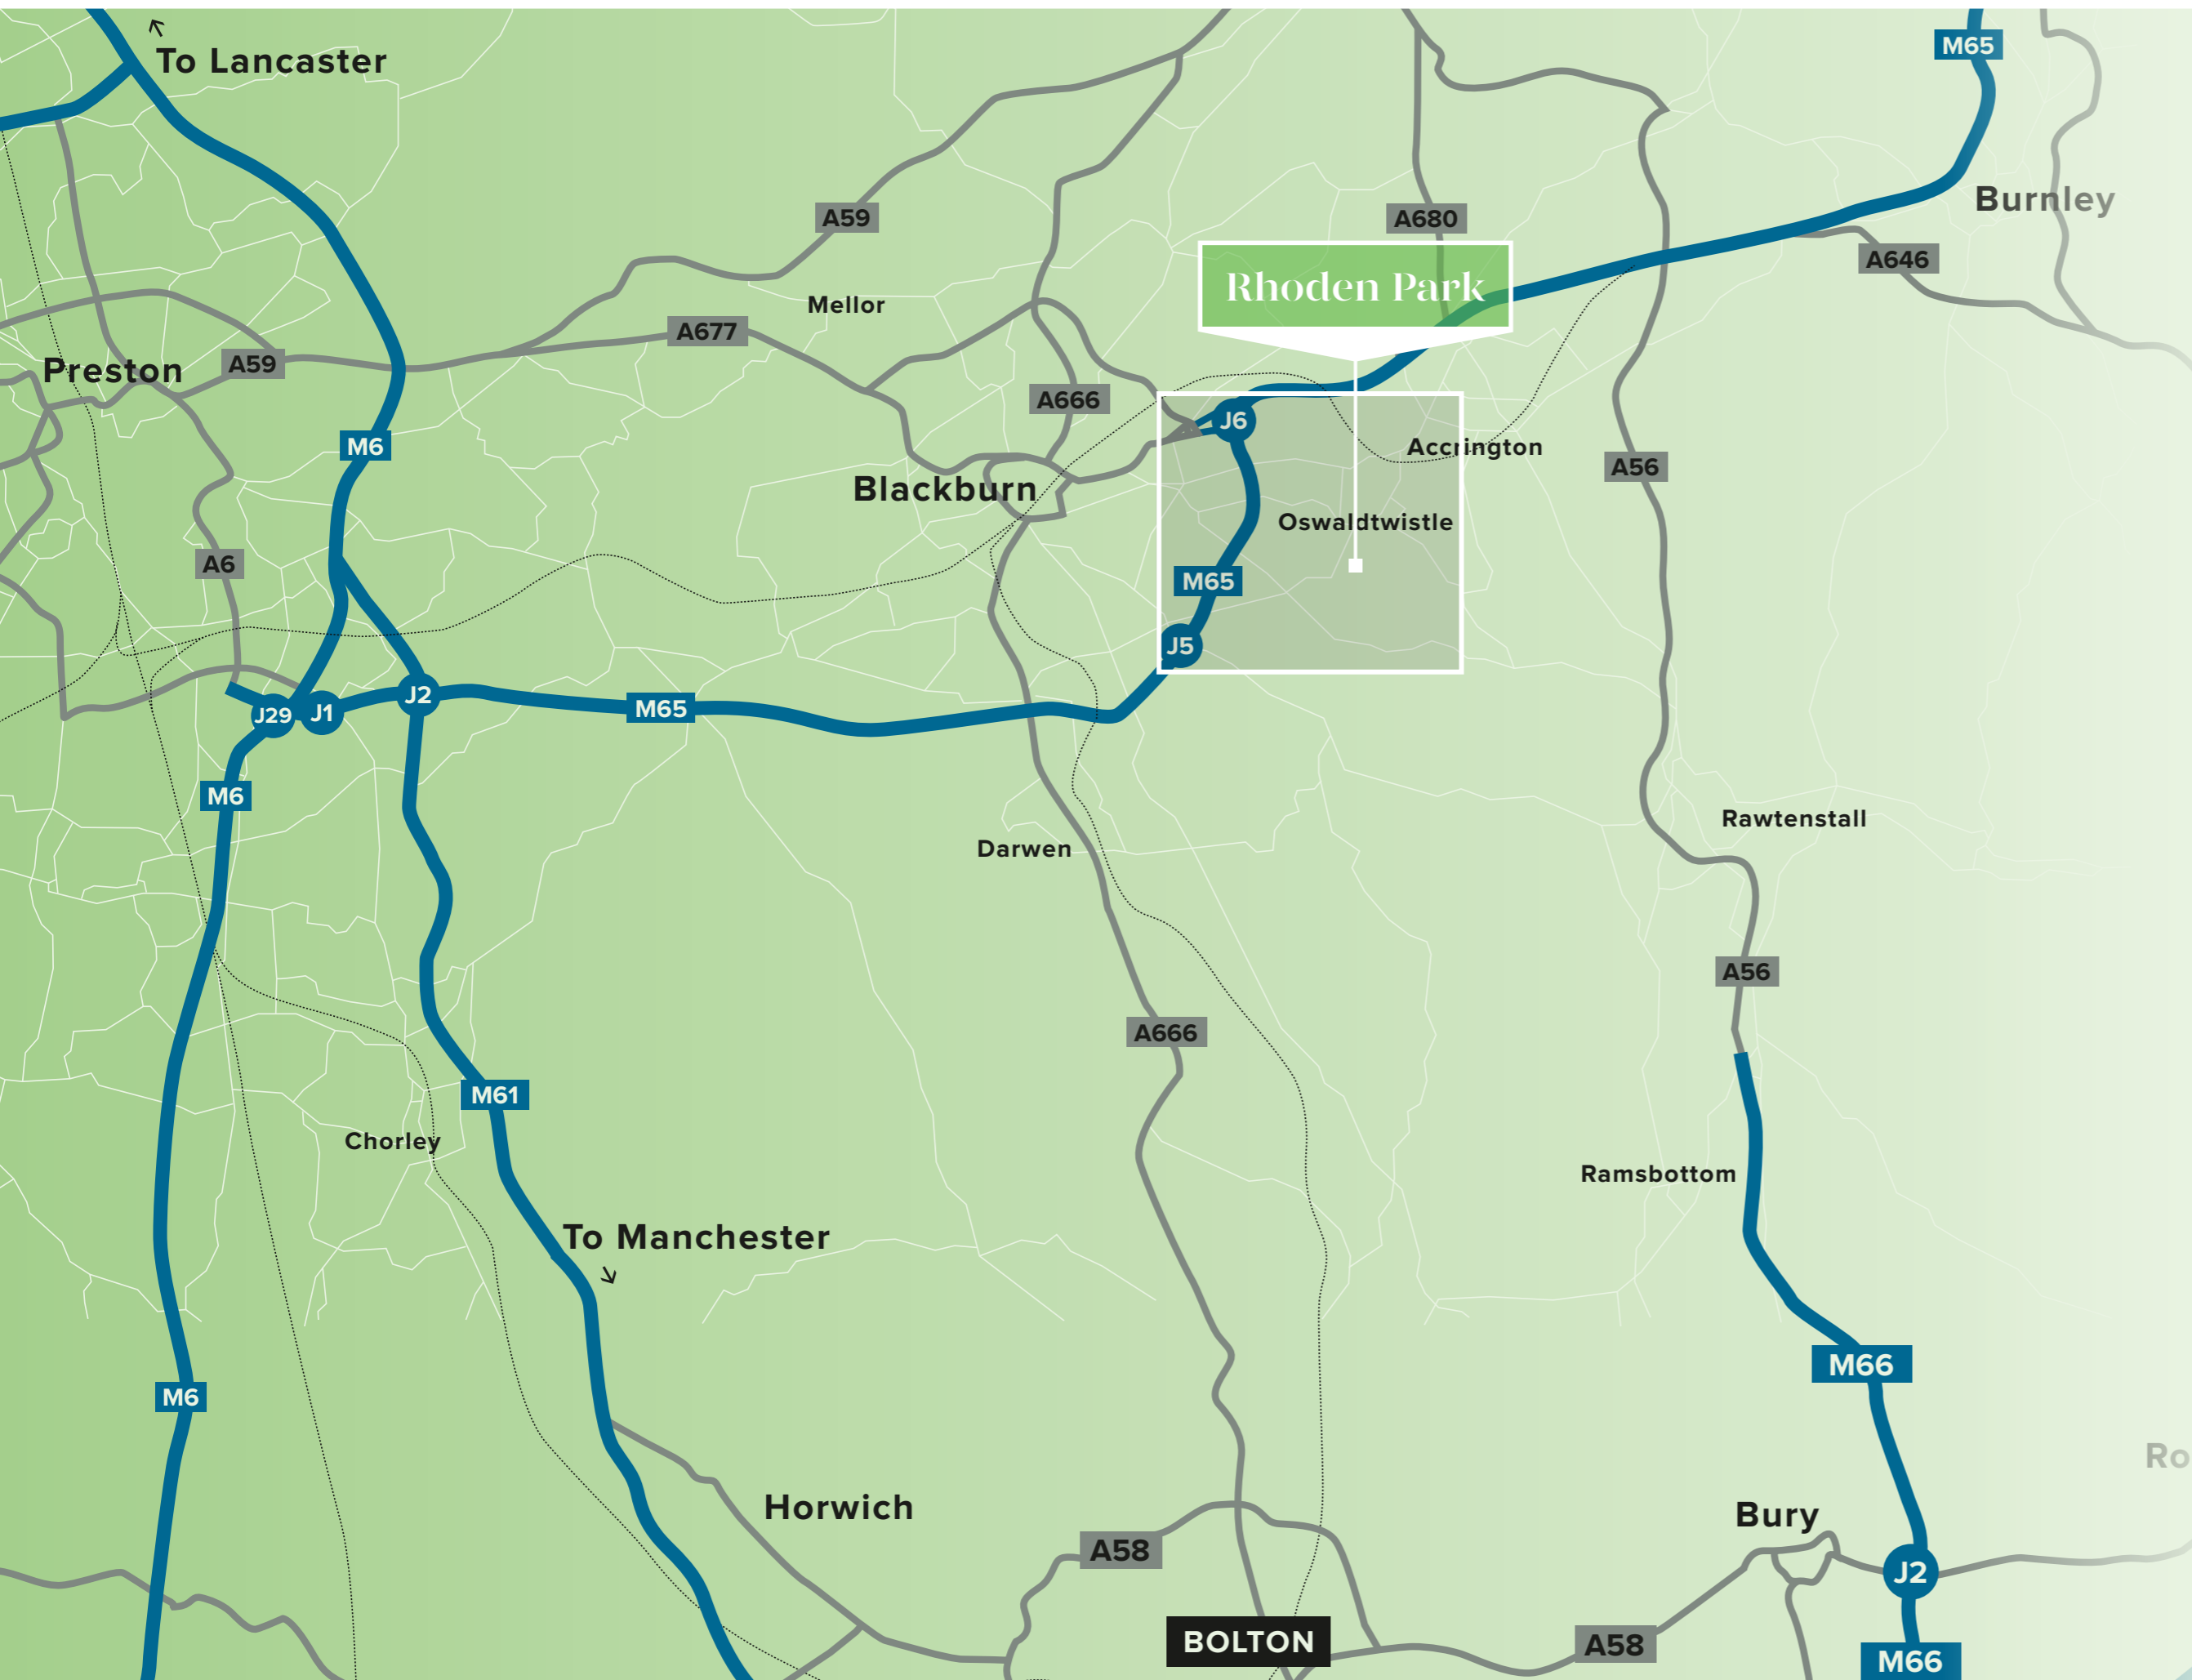 M65
To Lancaster
Burnley
A59
A680
A646
Rhoden Park
Mellor
A677
A59
Preston
A666
J6
M6
Accrington
A56
Blackburn
Oswaldtwistle
A6
M65
J5
J2
M65
J29
J1
M6
Rawtenstall
Darwen
A56
A666
M61
Chorley
Ramsbottom
To Manchester
M66
M6
Ro
Horwich
Bury
A58
J2
BOLTON
A58
M66